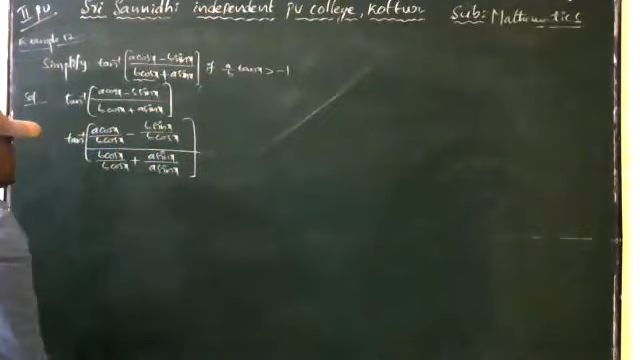 II PU. Sri Sannidhi independent PU college, Kottur Sub: Mathematics
Example 12
Simplify tan⁻¹ [acosx − bsinx / bcosx + asinx] if a/b tanx > −1
Sol tan⁻¹ [acosx − bsinx / bcosx + asinx]
tan⁻¹ [acosx/bcosx − bsinx/bcosx / bcosx/bcosx + asinx/asinx]